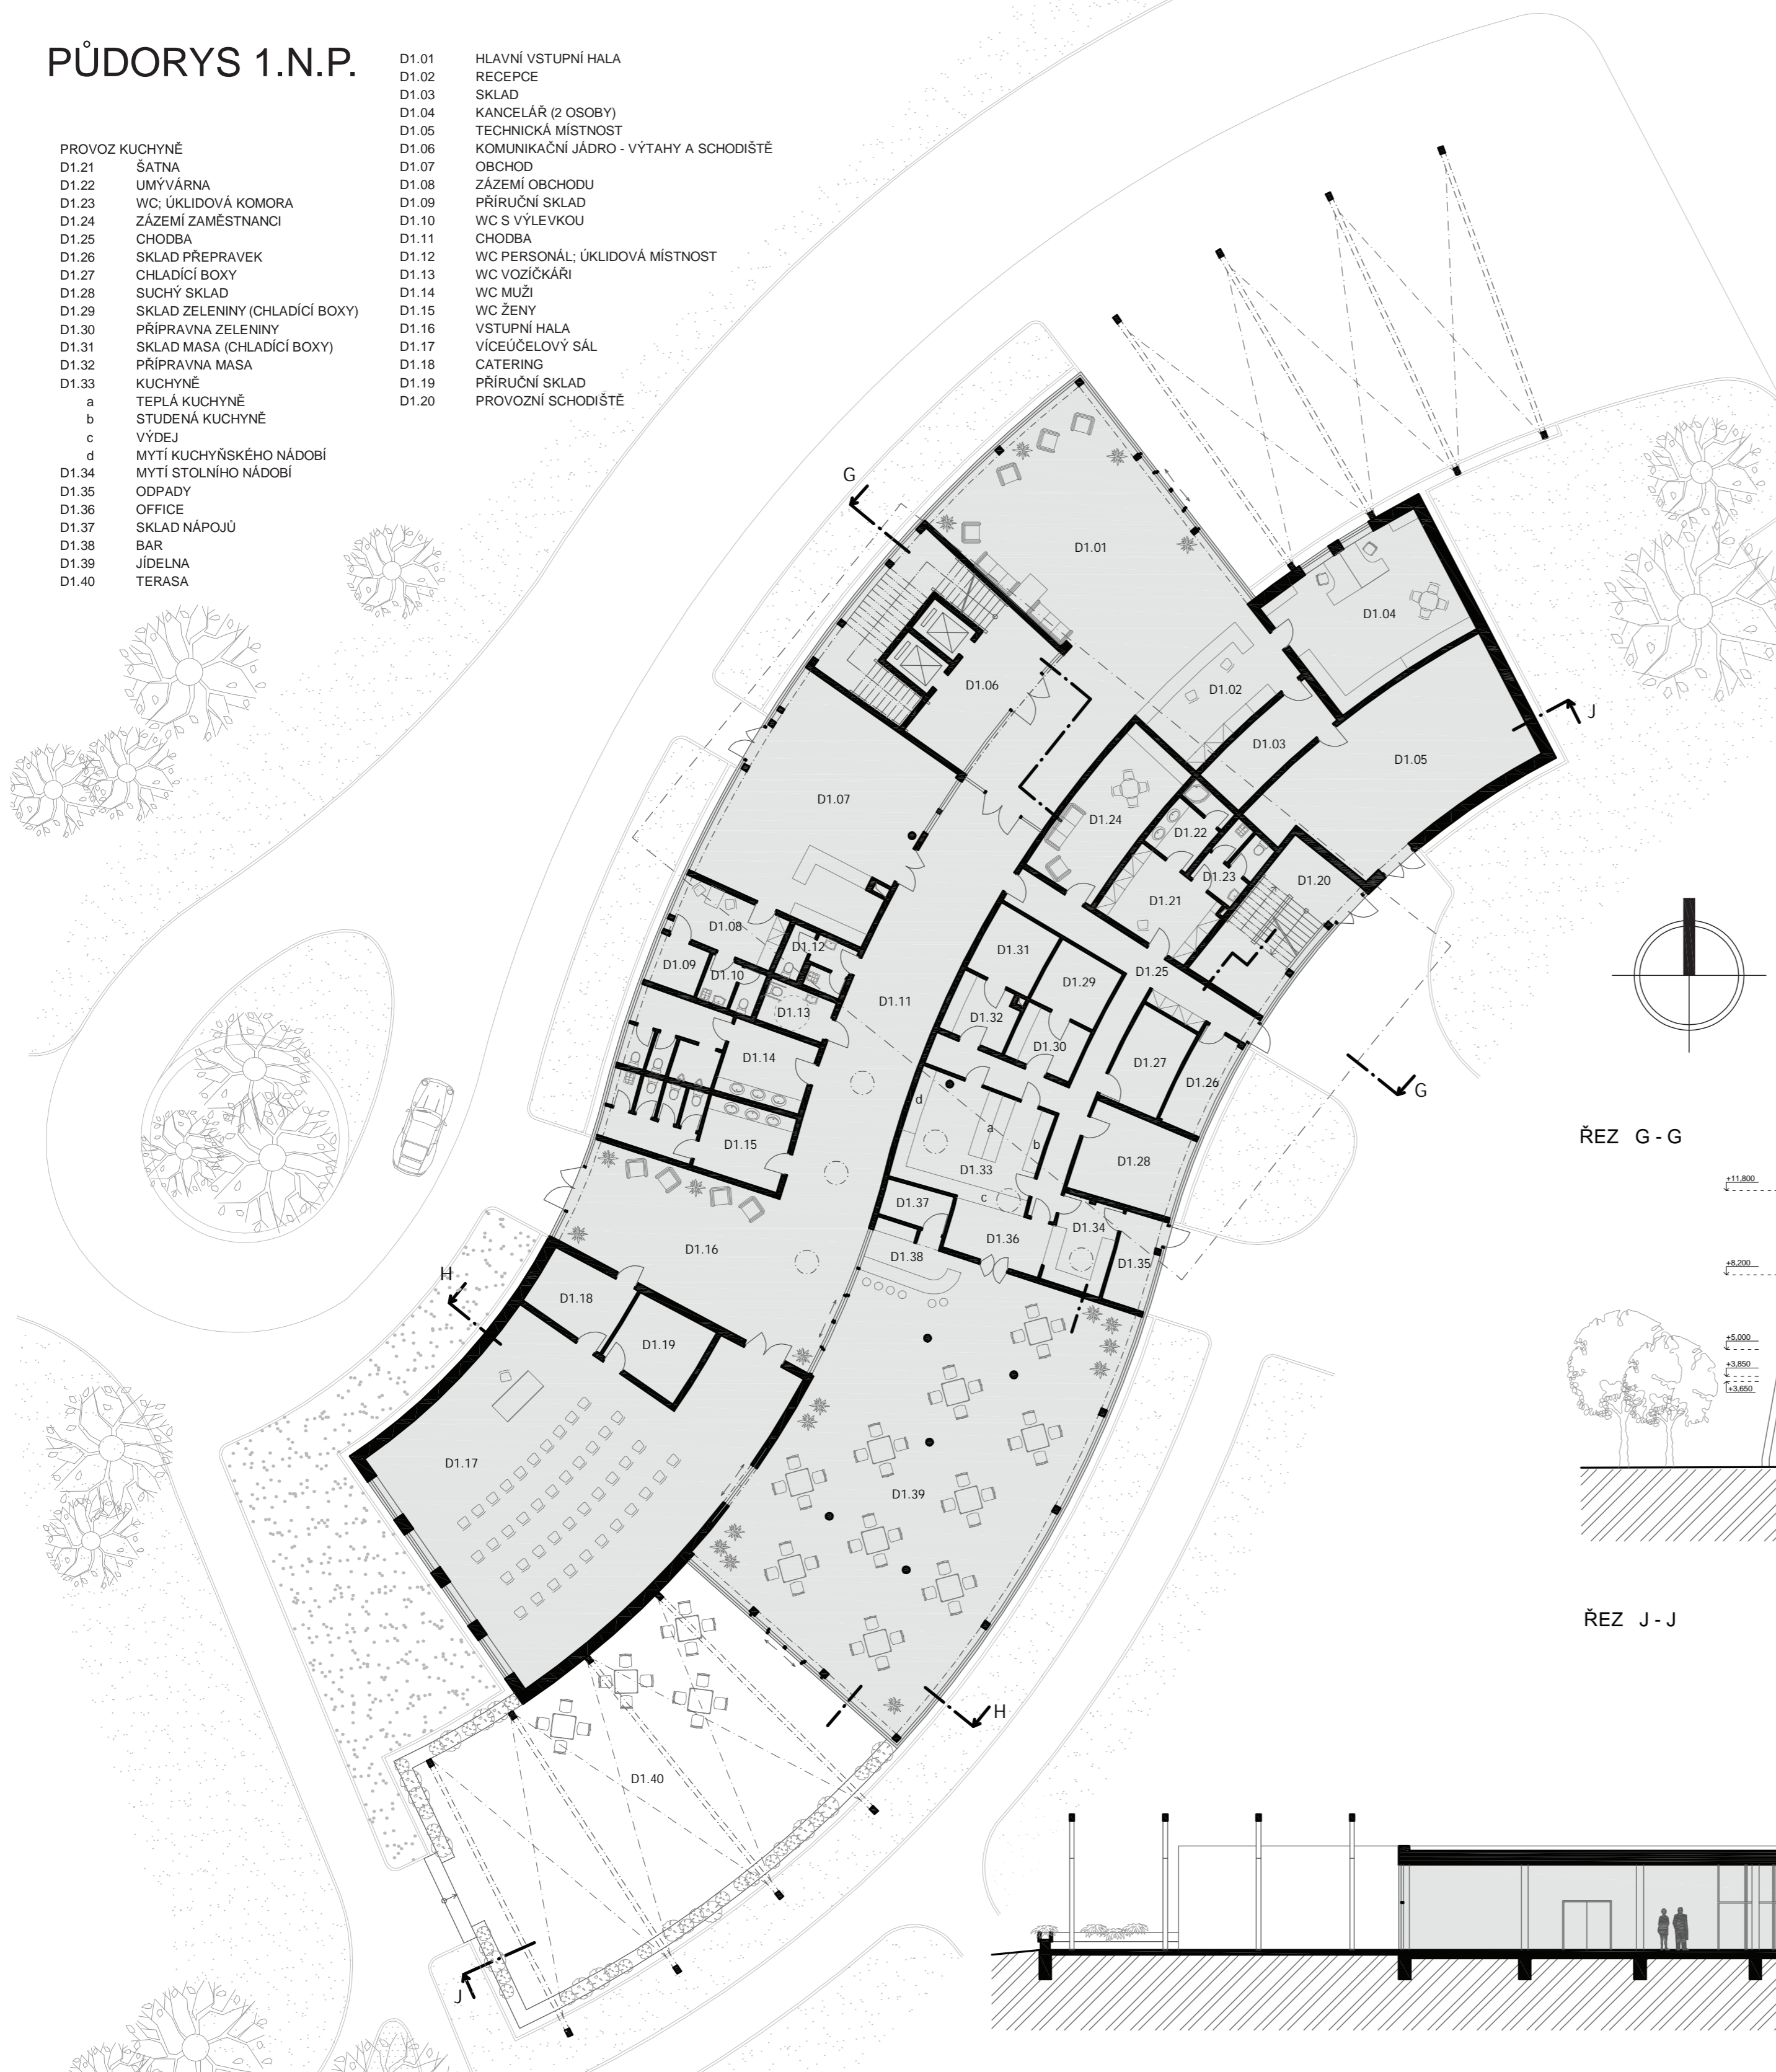 PŮDORYS 1.N.P.
D1.01 HLAVNÍ VSTUPNÍ HALA
D1.02 RECEPCE
D1.03 SKLAD
D1.04 KANCELÁŘ (2 OSOBY)
D1.05 TECHNICKÁ MÍSTNOST
D1.06 KOMUNIKAČNÍ JÁDRO - VÝTAHY A SCHODIŠTĚ
D1.07 OBCHOD
D1.08 ZÁZEMÍ OBCHODU
D1.09 PŘÍRUČNÍ SKLAD
D1.10 WC S VÝLEVKOU
D1.11 CHODBA
D1.12 WC PERSONÁL; ÚKLIDOVÁ MÍSTNOST
D1.13 WC VOZÍČKÁŘI
D1.14 WC MUŽI
D1.15 WC ŽENY
D1.16 VSTUPNÍ HALA
D1.17 VÍCEÚČELOVÝ SÁL
D1.18 CATERING
D1.19 PŘÍRUČNÍ SKLAD
D1.20 PROVOZNÍ SCHODIŠTĚ
PROVOZ KUCHYNĚ
D1.21 ŠATNA
D1.22 UMÝVÁRNA
D1.23 WC; ÚKLIDOVÁ KOMORA
D1.24 ZÁZEMÍ ZAMĚSTNANCI
D1.25 CHODBA
D1.26 SKLAD PŘEPRAVEK
D1.27 CHLADÍCÍ BOXY
D1.28 SUCHÝ SKLAD
D1.29 SKLAD ZELENINY (CHLADÍCÍ BOXY)
D1.30 PŘÍPRAVNA ZELENINY
D1.31 SKLAD MASA (CHLADÍCÍ BOXY)
D1.32 PŘÍPRAVNA MASA
D1.33 KUCHYNĚ
a TEPLÁ KUCHYNĚ
b STUDENÁ KUCHYNĚ
c VÝDEJ
d MYTÍ KUCHYŇSKÉHO NÁDOBÍ
D1.34 MYTÍ STOLNÍHO NÁDOBÍ
D1.35 ODPADY
D1.36 OFFICE
D1.37 SKLAD NÁPOJŮ
D1.38 BAR
D1.39 JÍDELNA
D1.40 TERASA
G
D1.01
D1.04
D1.06
D1.02
J
D1.03
D1.05
D1.07
D1.24
D1.22
D1.23
D1.20
D1.21
D1.08
D1.12
D1.31
D1.09
D1.10
D1.25
D1.29
D1.11
D1.13
D1.32
D1.30
D1.14
D1.27
D1.26
G
d
a
b
D1.15
D1.28
D1.33
c
D1.37
D1.34
D1.36
D1.16
D1.38
D1.35
H
D1.18
D1.19
D1.17
D1.39
H
D1.40
J
ŘEZ G - G
+11,800
+8,200
+5,000
+3,850
+3,650
ŘEZ J - J